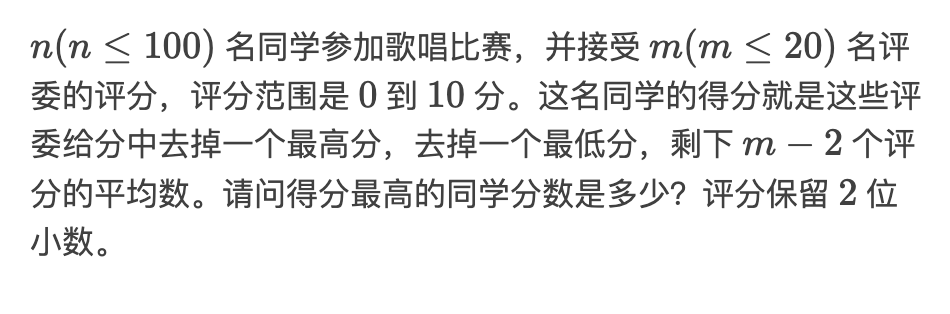 n(n ≤ 100) 名同学参加歌唱比赛，并接受 m(m ≤ 20) 名评
委的评分，评分范围是 0 到 10 分。这名同学的得分就是这些评
委给分中去掉一个最高分，去掉一个最低分，剩下 m − 2 个评
分的平均数。请问得分最高的同学分数是多少？评分保留 2 位
小数。